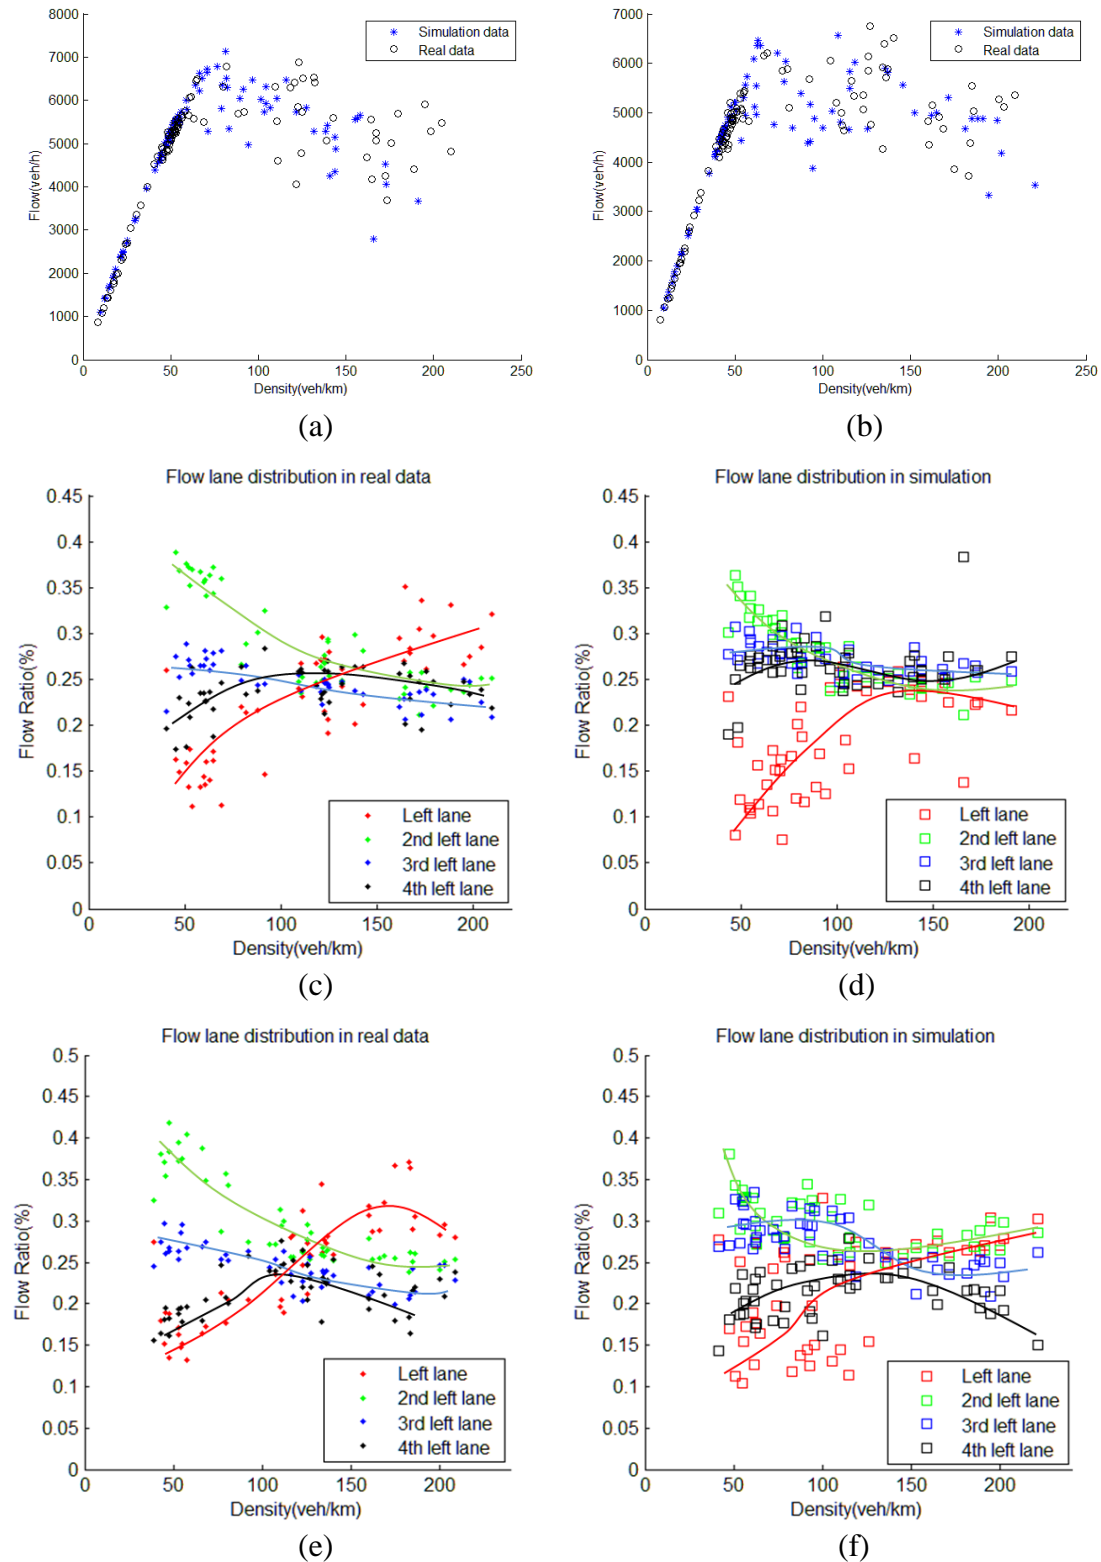 8000
7000
6000
5000
4000
3000
2000
1000
0
Flow(veh/h)
0 50 100 150 200 250
Density(veh/km)
Simulation data
Real data
(a)
7000
6000
5000
4000
3000
2000
1000
0
Flow(veh/h)
0 50 100 150 200 250
Density(veh/km)
Simulation data
Real data
(b)
Flow lane distribution in real data
0.45
0.4
0.35
0.3
0.25
0.2
0.15
0.1
0.05
0
Flow Ratio(%)
0 50 100 150 200
Density(veh/km)
Left lane
2nd left lane
3rd left lane
4th left lane
(c)
Flow lane distribution in simulation
0.45
0.4
0.35
0.3
0.25
0.2
0.15
0.1
0.05
0
Flow Ratio(%)
0 50 100 150 200
Density(veh/km)
Left lane
2nd left lane
3rd left lane
4th left lane
(d)
Flow lane distribution in real data
0.5
0.45
0.4
0.35
0.3
0.25
0.2
0.15
0.1
0.05
0
Flow Ratio(%)
0 50 100 150 200
Density(veh/km)
Left lane
2nd left lane
3rd left lane
4th left lane
(e)
Flow lane distribution in simulation
0.5
0.45
0.4
0.35
0.3
0.25
0.2
0.15
0.1
0.05
0
Flow Ratio(%)
0 50 100 150 200
Density(veh/km)
Left lane
2nd left lane
3rd left lane
4th left lane
(f)